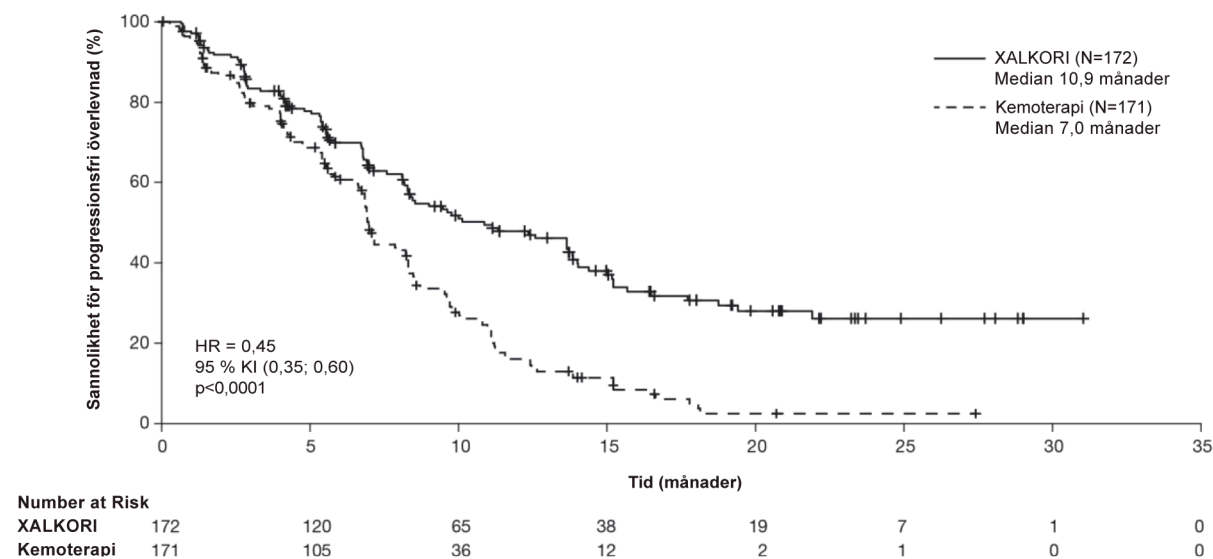 Sannolikhet för progressionsfri överlevnad (%)
100
80
60
40
20
0
XALKORI (N=172)
Median 10,9 månader
Kemoterapi (N=171)
Median 7,0 månader
HR = 0,45
95 % KI (0,35; 0,60)
p<0,0001
0 5 10 15 20 25 30 35
Tid (månader)
Number at Risk
XALKORI 172 120 65 38 19 7 1 0
Kemoterapi 171 105 36 12 2 1 0 0